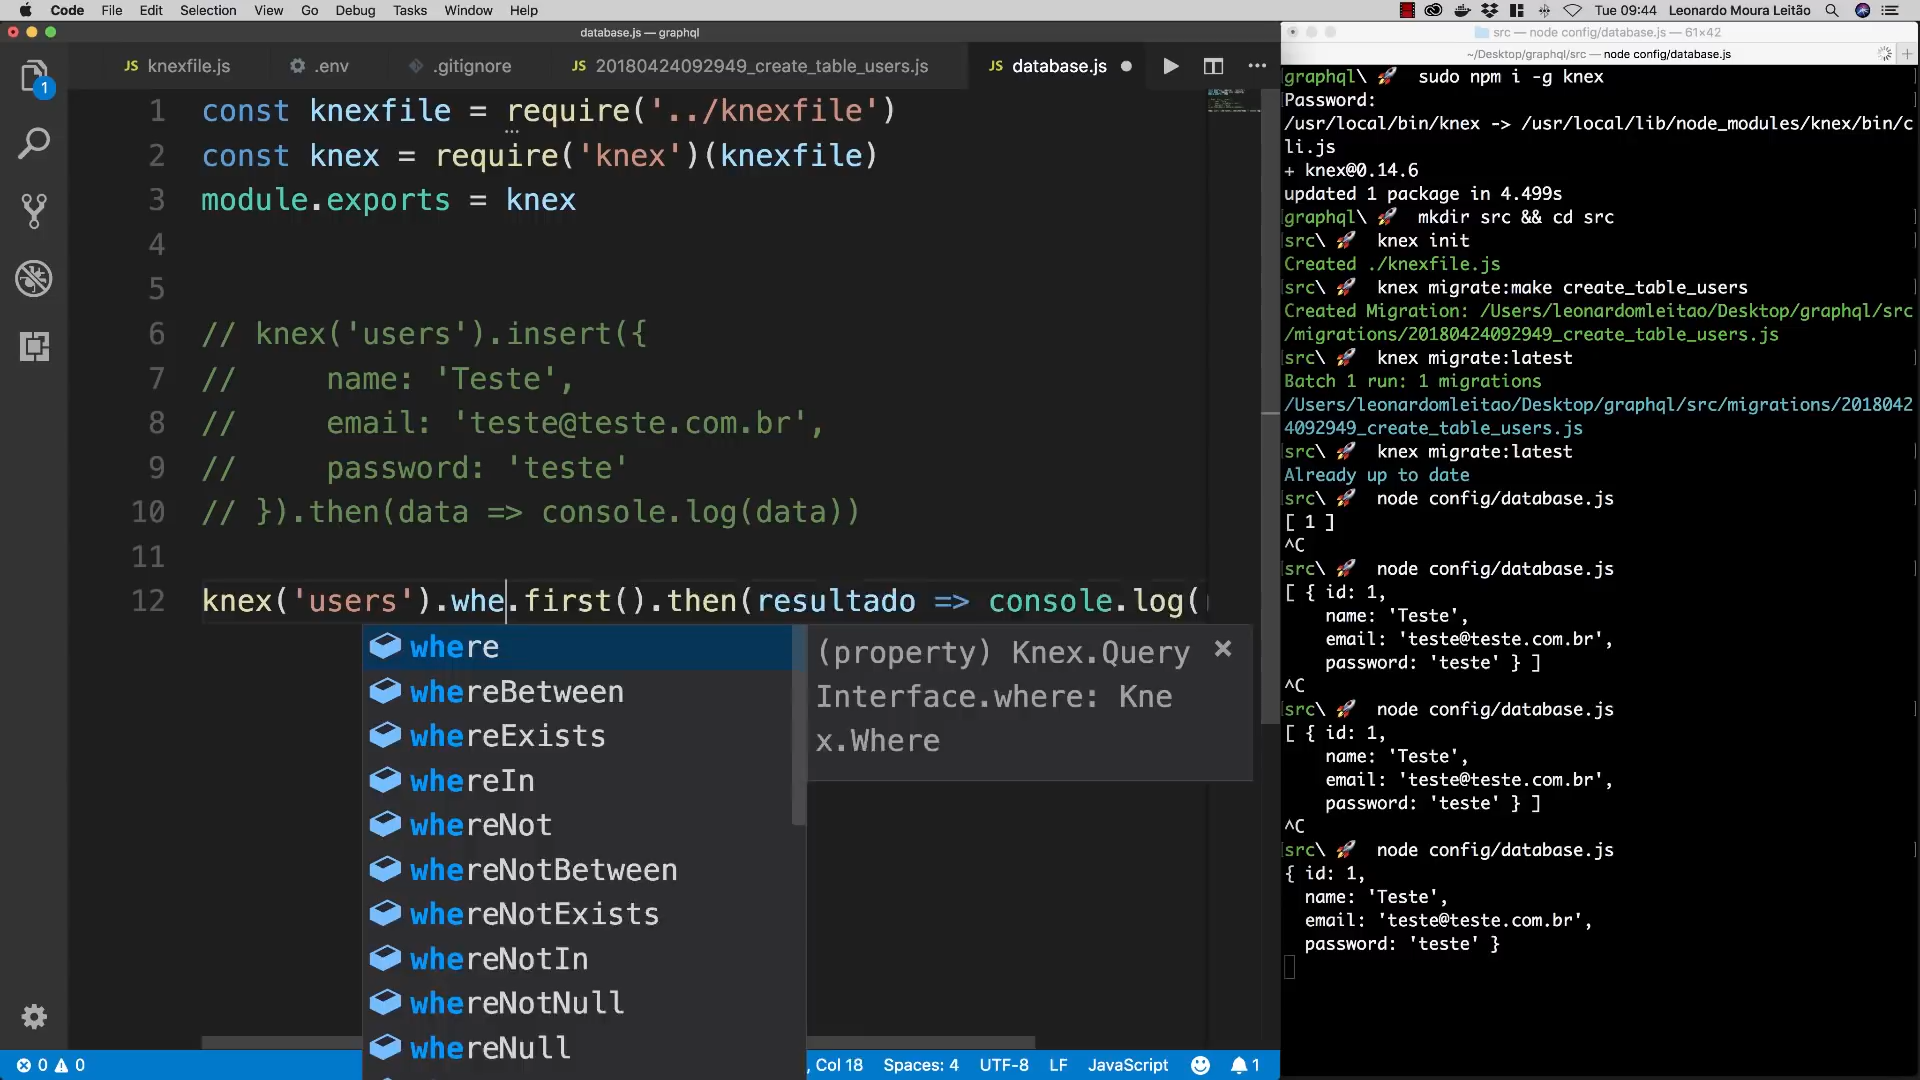 Code File Edit Selection View Go Debug Tasks Window Help Tue 09:44 Leonardo Moura Leitão
database.js — graphql
JS knexfile.js .env .gitignore JS 20180424092949_create_table_users.js JS database.js
1
1 const knexfile = require('../knexfile')
2 const knex = require('knex')(knexfile)
3 module.exports = knex
4
5
6 // knex('users').insert({
7 // name: 'Teste',
8 // email: 'teste@teste.com.br',
9 // password: 'teste'
10 // }).then(data => console.log(data))
11
12 knex('users').whe.first().then(resultado => console.log(
where
whereBetween
whereExists
whereIn
whereNot
whereNotBetween
whereNotExists
whereNotIn
whereNotNull
whereNull
(property) Knex.Query
Interface.where: Kne
x.Where
0 0 , Col 18 Spaces: 4 UTF-8 LF JavaScript 1
src — node config/database.js — 61×42
~/Desktop/graphql/src — node config/database.js
graphql\ 🚀 sudo npm i -g knex
Password:
/usr/local/bin/knex -> /usr/local/lib/node_modules/knex/bin/c
li.js
+ knex@0.14.6
updated 1 package in 4.499s
graphql\ 🚀 mkdir src && cd src
src\ 🚀 knex init
Created ./knexfile.js
src\ 🚀 knex migrate:make create_table_users
Created Migration: /Users/leonardomleitao/Desktop/graphql/src
/migrations/20180424092949_create_table_users.js
src\ 🚀 knex migrate:latest
Batch 1 run: 1 migrations
/Users/leonardomleitao/Desktop/graphql/src/migrations/2018042
4092949_create_table_users.js
src\ 🚀 knex migrate:latest
Already up to date
src\ 🚀 node config/database.js
[ 1 ]
^C
src\ 🚀 node config/database.js
[ { id: 1,
name: 'Teste',
email: 'teste@teste.com.br',
password: 'teste' } ]
^C
src\ 🚀 node config/database.js
[ { id: 1,
name: 'Teste',
email: 'teste@teste.com.br',
password: 'teste' } ]
^C
src\ 🚀 node config/database.js
{ id: 1,
name: 'Teste',
email: 'teste@teste.com.br',
password: 'teste' }